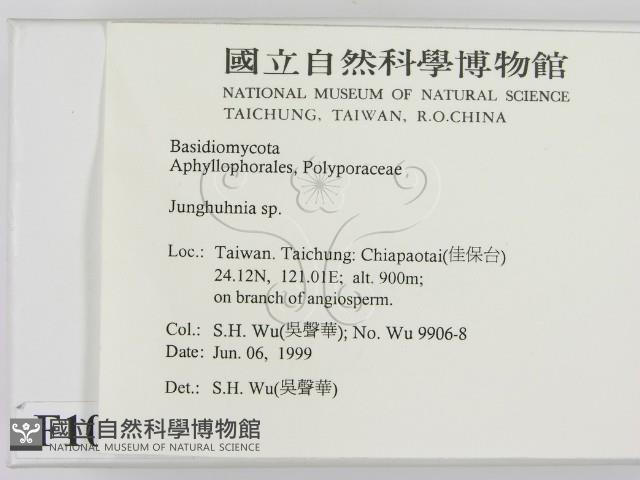 國立自然科學博物館
NATIONAL MUSEUM OF NATURAL SCIENCE
TAICHUNG, TAIWAN, R.O.CHINA
Basidiomycota
Aphyllophorales, Polyporaceae
Junghuhnia sp.
Loc.: Taiwan. Taichung: Chiapaotai(佳保台)
24.12N, 121.01E; alt. 900m;
on branch of angiosperm.
Col.: S.H. Wu(吳聲華); No. Wu 9906-8
Date: Jun. 06, 1999
Det.: S.H. Wu(吳聲華)
國立自然科學博物館
NATIONAL MUSEUM OF NATURAL SCIENCE